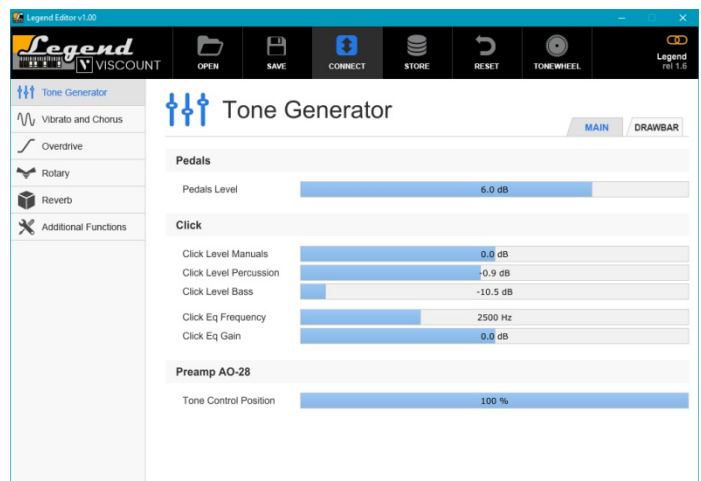 Legend Editor v1.00
Legend
VISCOUNT
OPEN
SAVE
CONNECT
STORE
RESET
TONEWHEEL
Legend
rel 1.6
Tone Generator
Vibrato and Chorus
Overdrive
Rotary
Reverb
Additional Functions
Tone Generator
MAIN
DRAWBAR
Pedals
Pedals Level 6.0 dB
Click
Click Level Manuals 0.0 dB
Click Level Percussion -0.9 dB
Click Level Bass -10.5 dB
Click Eq Frequency 2500 Hz
Click Eq Gain 0.0 dB
Preamp AO-28
Tone Control Position 100 %